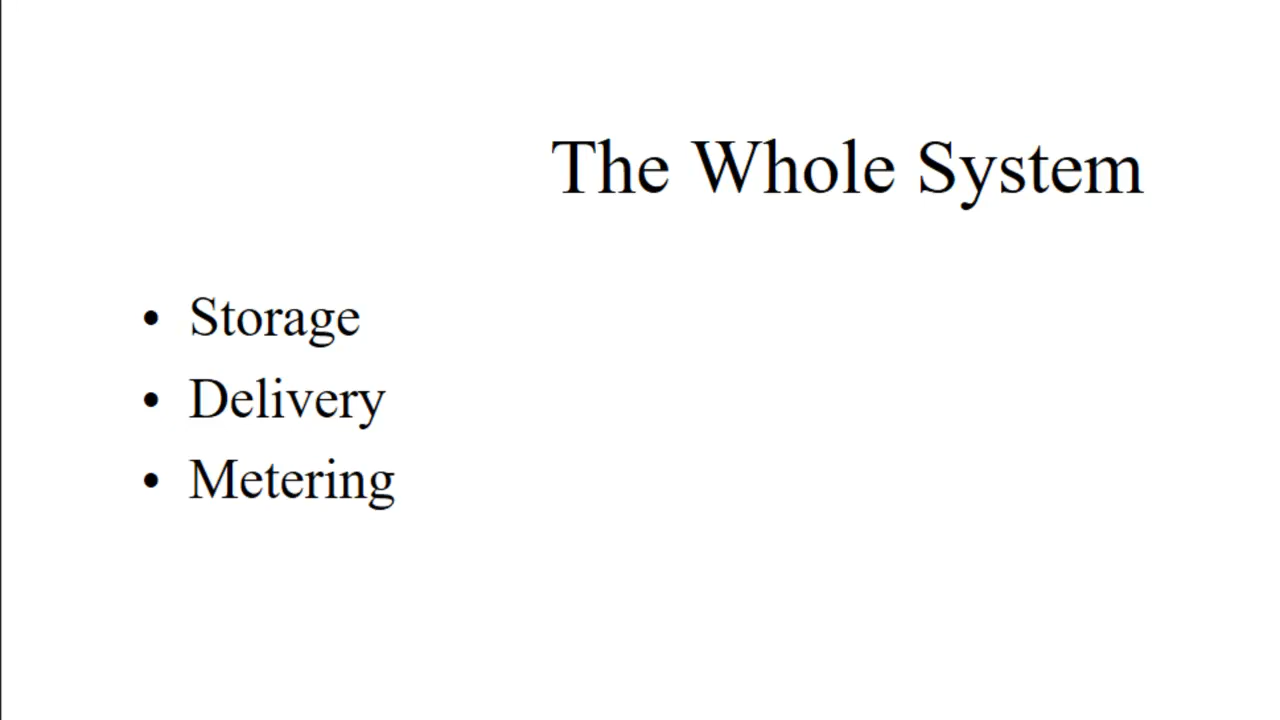 The Whole System
• Storage
• Delivery
• Metering